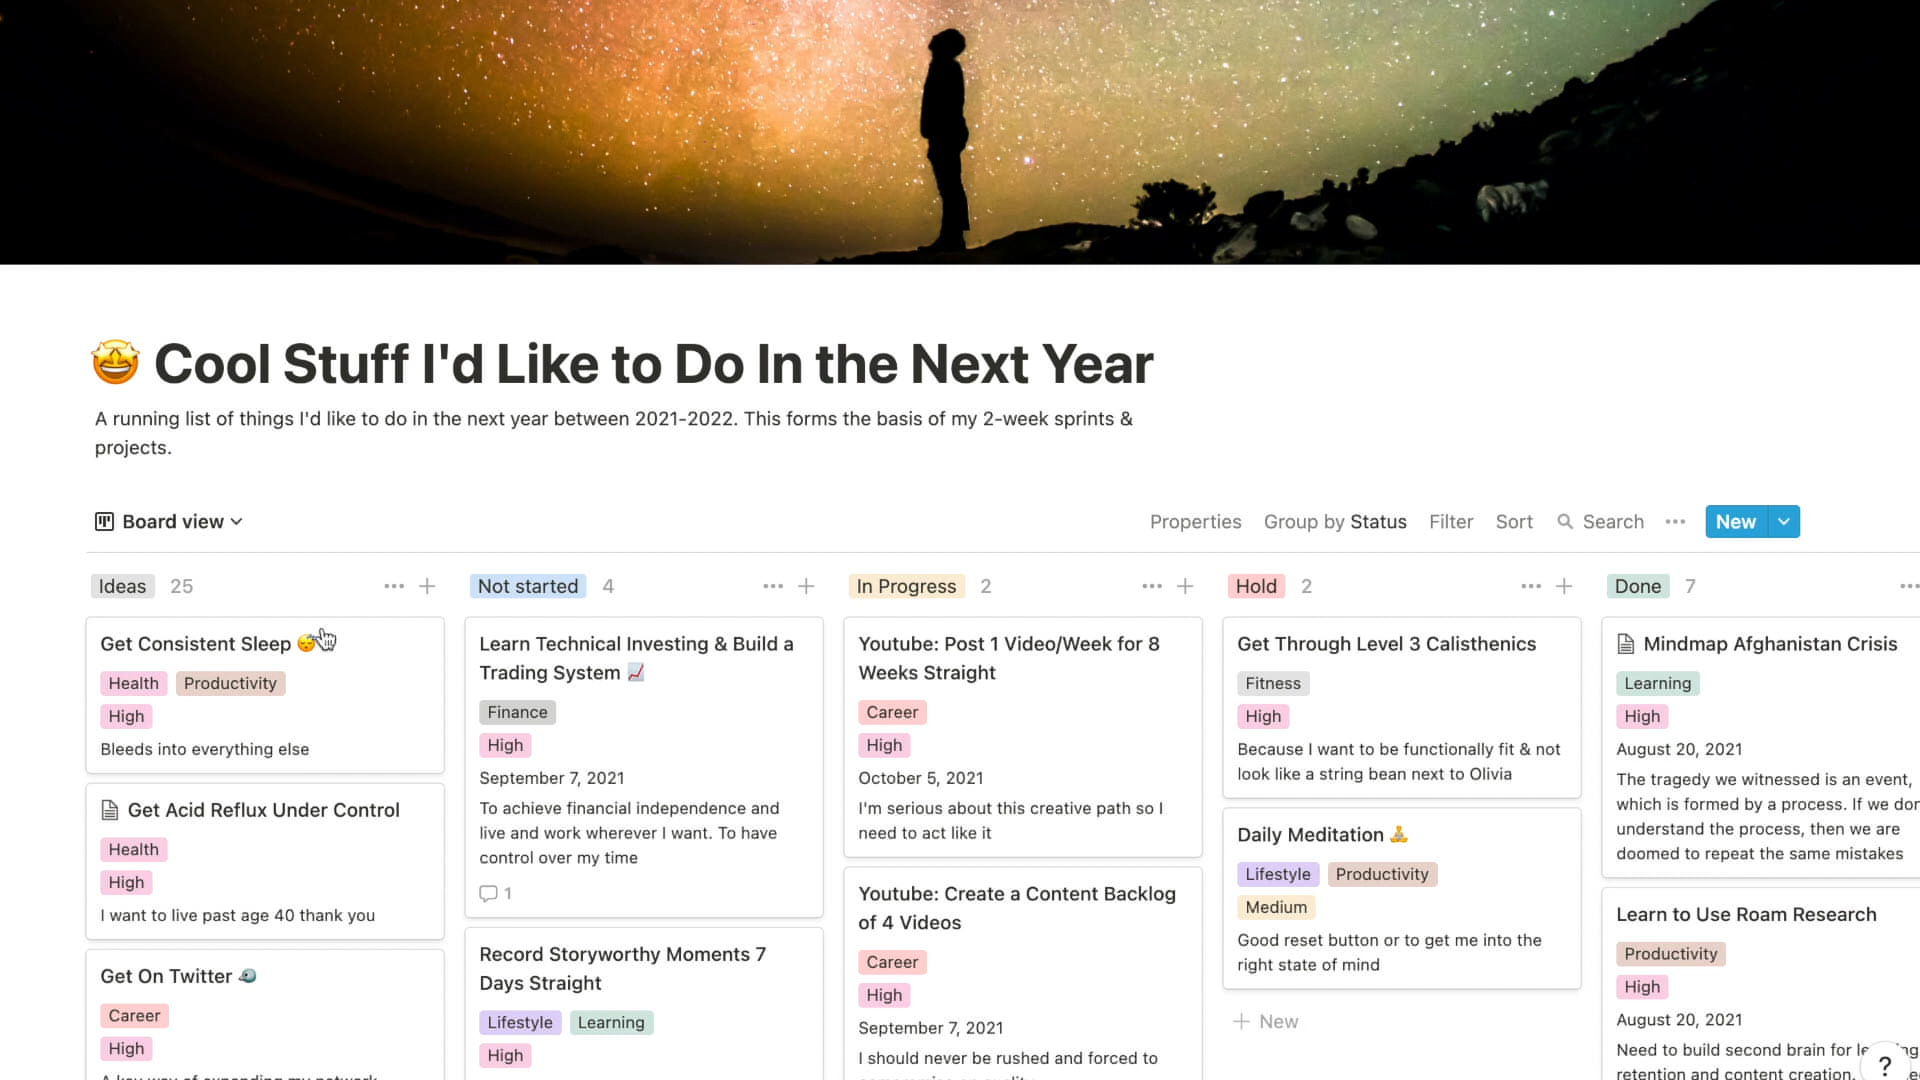 Cool Stuff I'd Like to Do In the Next Year
A running list of things I'd like to do in the next year between 2021-2022. This forms the basis of my 2-week sprints &
projects.
Board view
Properties
Group by Status
Filter
Sort
Search
New
Ideas 25
Get Consistent Sleep
Health Productivity
High
Bleeds into everything else
Get Acid Reflux Under Control
Health
High
I want to live past age 40 thank you
Get On Twitter
Career
High
Not started 4
Learn Technical Investing & Build a
Trading System
Finance
High
September 7, 2021
To achieve financial independence and
live and work wherever I want. To have
control over my time
1
Record Storyworthy Moments 7
Days Straight
Lifestyle Learning
High
In Progress 2
Youtube: Post 1 Video/Week for 8
Weeks Straight
Career
High
October 5, 2021
I'm serious about this creative path so I
need to act like it
Youtube: Create a Content Backlog
of 4 Videos
Career
High
September 7, 2021
I should never be rushed and forced to
Hold 2
Get Through Level 3 Calisthenics
Fitness
High
Because I want to be functionally fit & not
look like a string bean next to Olivia
Daily Meditation
Lifestyle Productivity
Medium
Good reset button or to get me into the
right state of mind
+ New
Done 7
Mindmap Afghanistan Crisis
Learning
High
August 20, 2021
The tragedy we witnessed is an event,
which is formed by a process. If we
understand the process, then we are
doomed to repeat the same mistakes
Learn to Use Roam Research
Productivity
High
August 20, 2021
Need to build second brain for
retention and content creation.
?